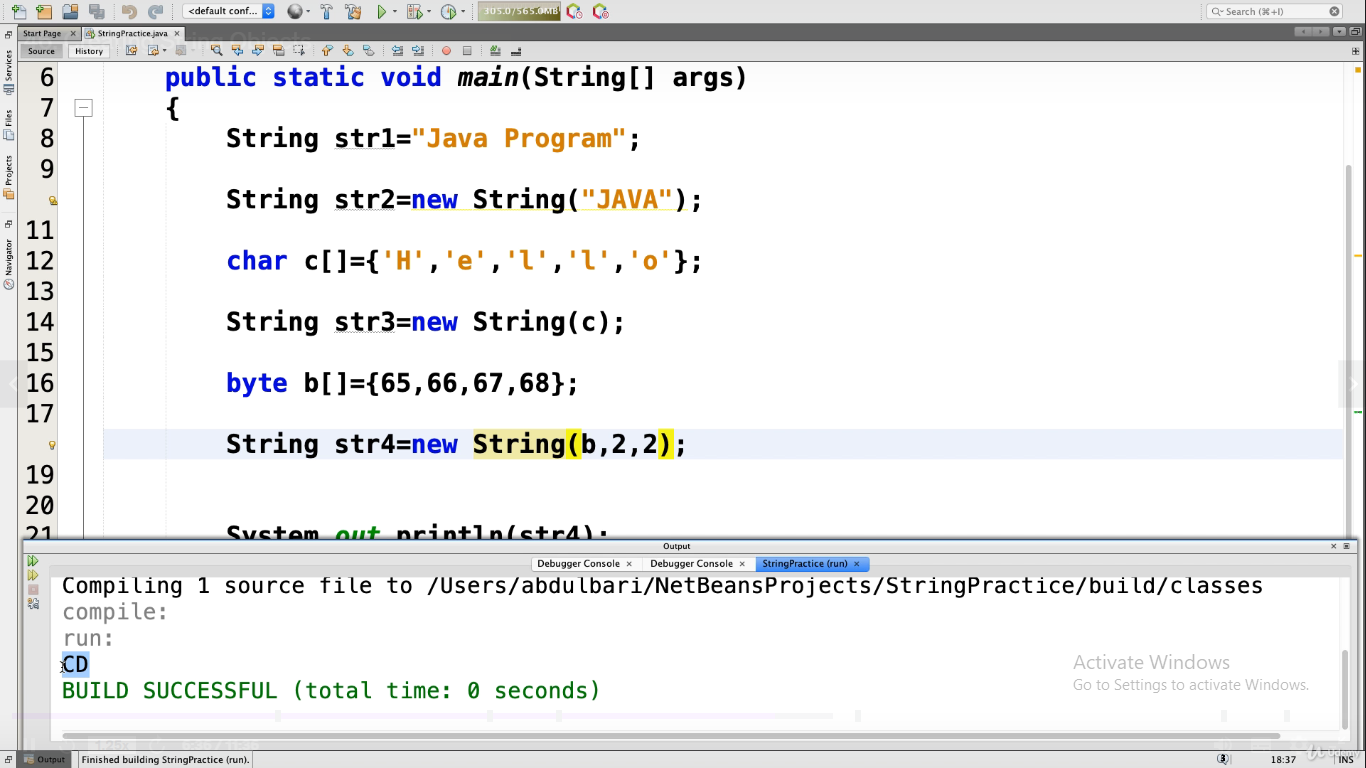 <default conf...
305.0/565.0MB
Search (⌘+I)
Start Page
StringPractice.java
Source History
Services
Files
Projects
Navigator
6 public static void main(String[] args)
7 {
8 String str1="Java Program";
9
String str2=new String("JAVA");
11
12 char c[]={'H','e','l','l','o'};
13
14 String str3=new String(c);
15
16 byte b[]={65,66,67,68};
17
String str4=new String(b,2,2);
19
20
21 System.out.println(str4);
Output
Debugger Console Debugger Console StringPractice (run)
Compiling 1 source file to /Users/abdulbari/NetBeansProjects/StringPractice/build/classes
compile:
run:
CD
BUILD SUCCESSFUL (total time: 0 seconds)
Activate Windows
Go to Settings to activate Windows.
1.25x
Output Finished building StringPractice (run). 18:37 INS
Udemy